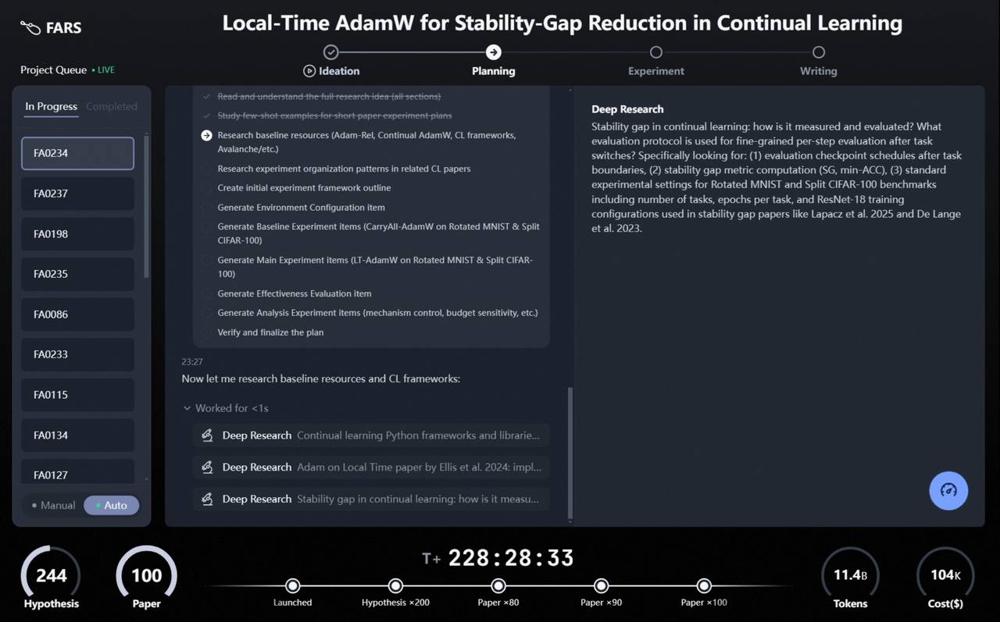 FARS
Local-Time AdamW for Stability-Gap Reduction in Continual Learning
Ideation
Planning
Experiment
Writing
Project Queue • LIVE
In Progress
Completed
FA0234
FA0237
FA0198
FA0235
FA0086
FA0233
FA0115
FA0134
FA0127
Manual
Auto
Read and understand the full research idea (all sections)
Study few-shot examples for short paper experiment plans
Research baseline resources (Adam-Rel, Continual AdamW, CL frameworks,
Avalanche/etc.)
Research experiment organization patterns in related CL papers
Create initial experiment framework outline
Generate Environment Configuration item
Generate Baseline Experiment items (CarryAll-AdamW on Rotated MNIST & Split
CIFAR-100)
Generate Main Experiment items (LT-AdamW on Rotated MNIST & Split CIFAR-
100)
Generate Effectiveness Evaluation item
Generate Analysis Experiment items (mechanism control, budget sensitivity, etc.)
Verify and finalize the plan
23:27
Now let me research baseline resources and CL frameworks:
Worked for <1s
Deep Research Continual learning Python frameworks and librarie...
Deep Research Adam on Local Time paper by Ellis et al. 2024: impl...
Deep Research Stability gap in continual learning: how is it measu...
Deep Research
Stability gap in continual learning: how is it measured and evaluated? What
evaluation protocol is used for fine-grained per-step evaluation after task
switches? Specifically looking for: (1) evaluation checkpoint schedules after task
boundaries, (2) stability gap metric computation (SG, min-ACC), (3) standard
experimental settings for Rotated MNIST and Split CIFAR-100 benchmarks
including number of tasks, epochs per task, and ResNet-18 training
configurations used in stability gap papers like Lapacz et al. 2025 and De Lange
et al. 2023.
244
Hypothesis
100
Paper
T+ 228:28:33
Launched
Hypothesis ×200
Paper ×80
Paper ×90
Paper ×100
11.4B
Tokens
104K
Cost($)